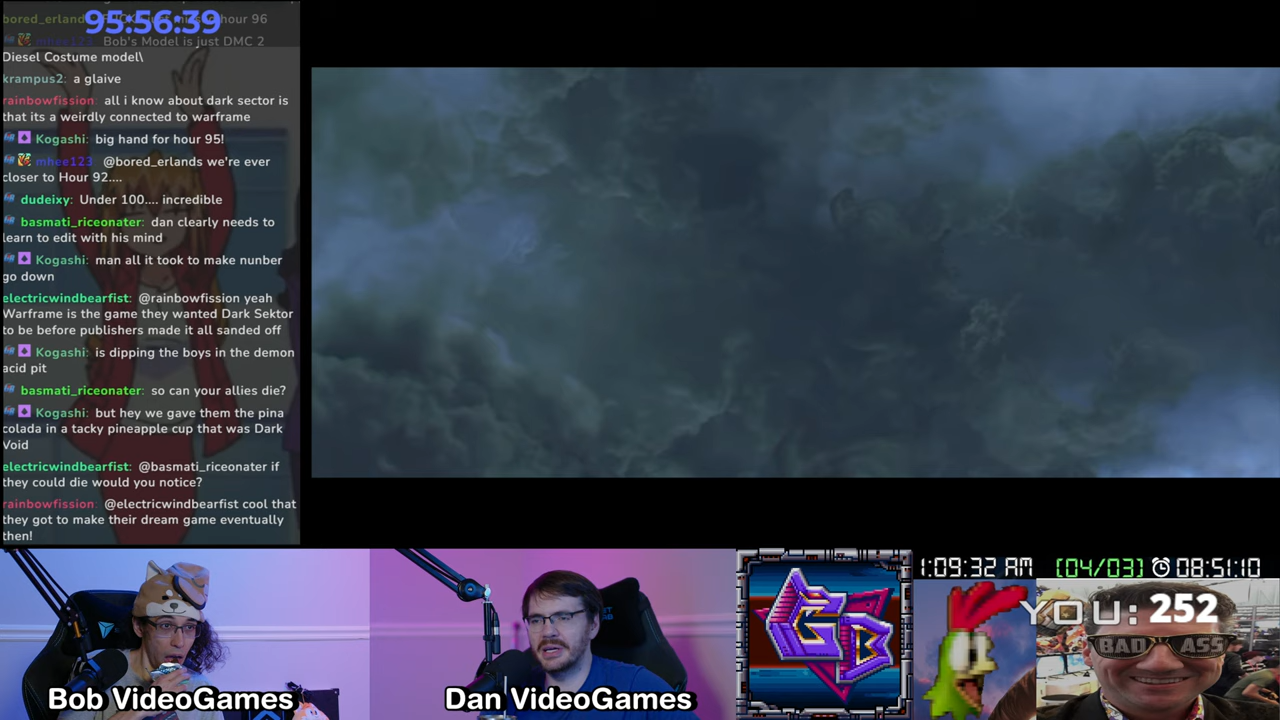 bored_erland
hour 96
95:56:39
mhee123 Bob's Model is just DMC 2
Diesel Costume model\
krampus2: a glaive
rainbowfission: all i know about dark sector is
that its a weirdly connected to warframe
Kogashi: big hand for hour 95!
mhee123 @bored_erlands we're ever
closer to Hour 92....
dudeixy: Under 100.... incredible
basmati_riceonater: dan clearly needs to
learn to edit with his mind
Kogashi: man all it took to make nunber
go down
electricwindbearfist: @rainbowfission yeah
Warframe is the game they wanted Dark Sektor
to be before publishers made it all sanded off
Kogashi: is dipping the boys in the demon
acid pit
basmati_riceonater: so can your allies die?
Kogashi: but hey we gave them the pina
colada in a tacky pineapple cup that was Dark
Void
electricwindbearfist: @basmati_riceonater if
they could die would you notice?
rainbowfission: @electricwindbearfist cool that
they got to make their dream game eventually
then!
Bob VideoGames
Dan VideoGames
GB
1:09:32 AM [04/03] 08:51:10
YOU: 252
BAD ASS